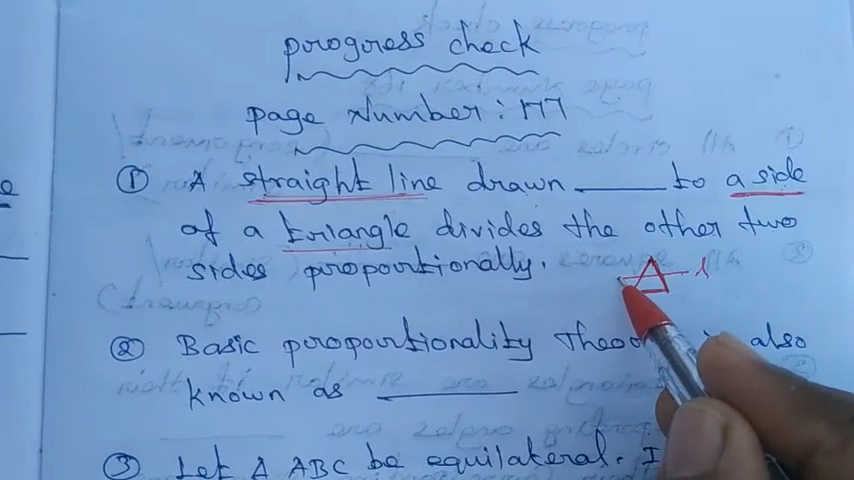 progress check
page Number: 177
① A straight line drawn ______ to a side
of a triangle divides the other two
sides proportionally.
l
② Basic proportionality also
known as ______
③ Let △ ABC be equilateral.